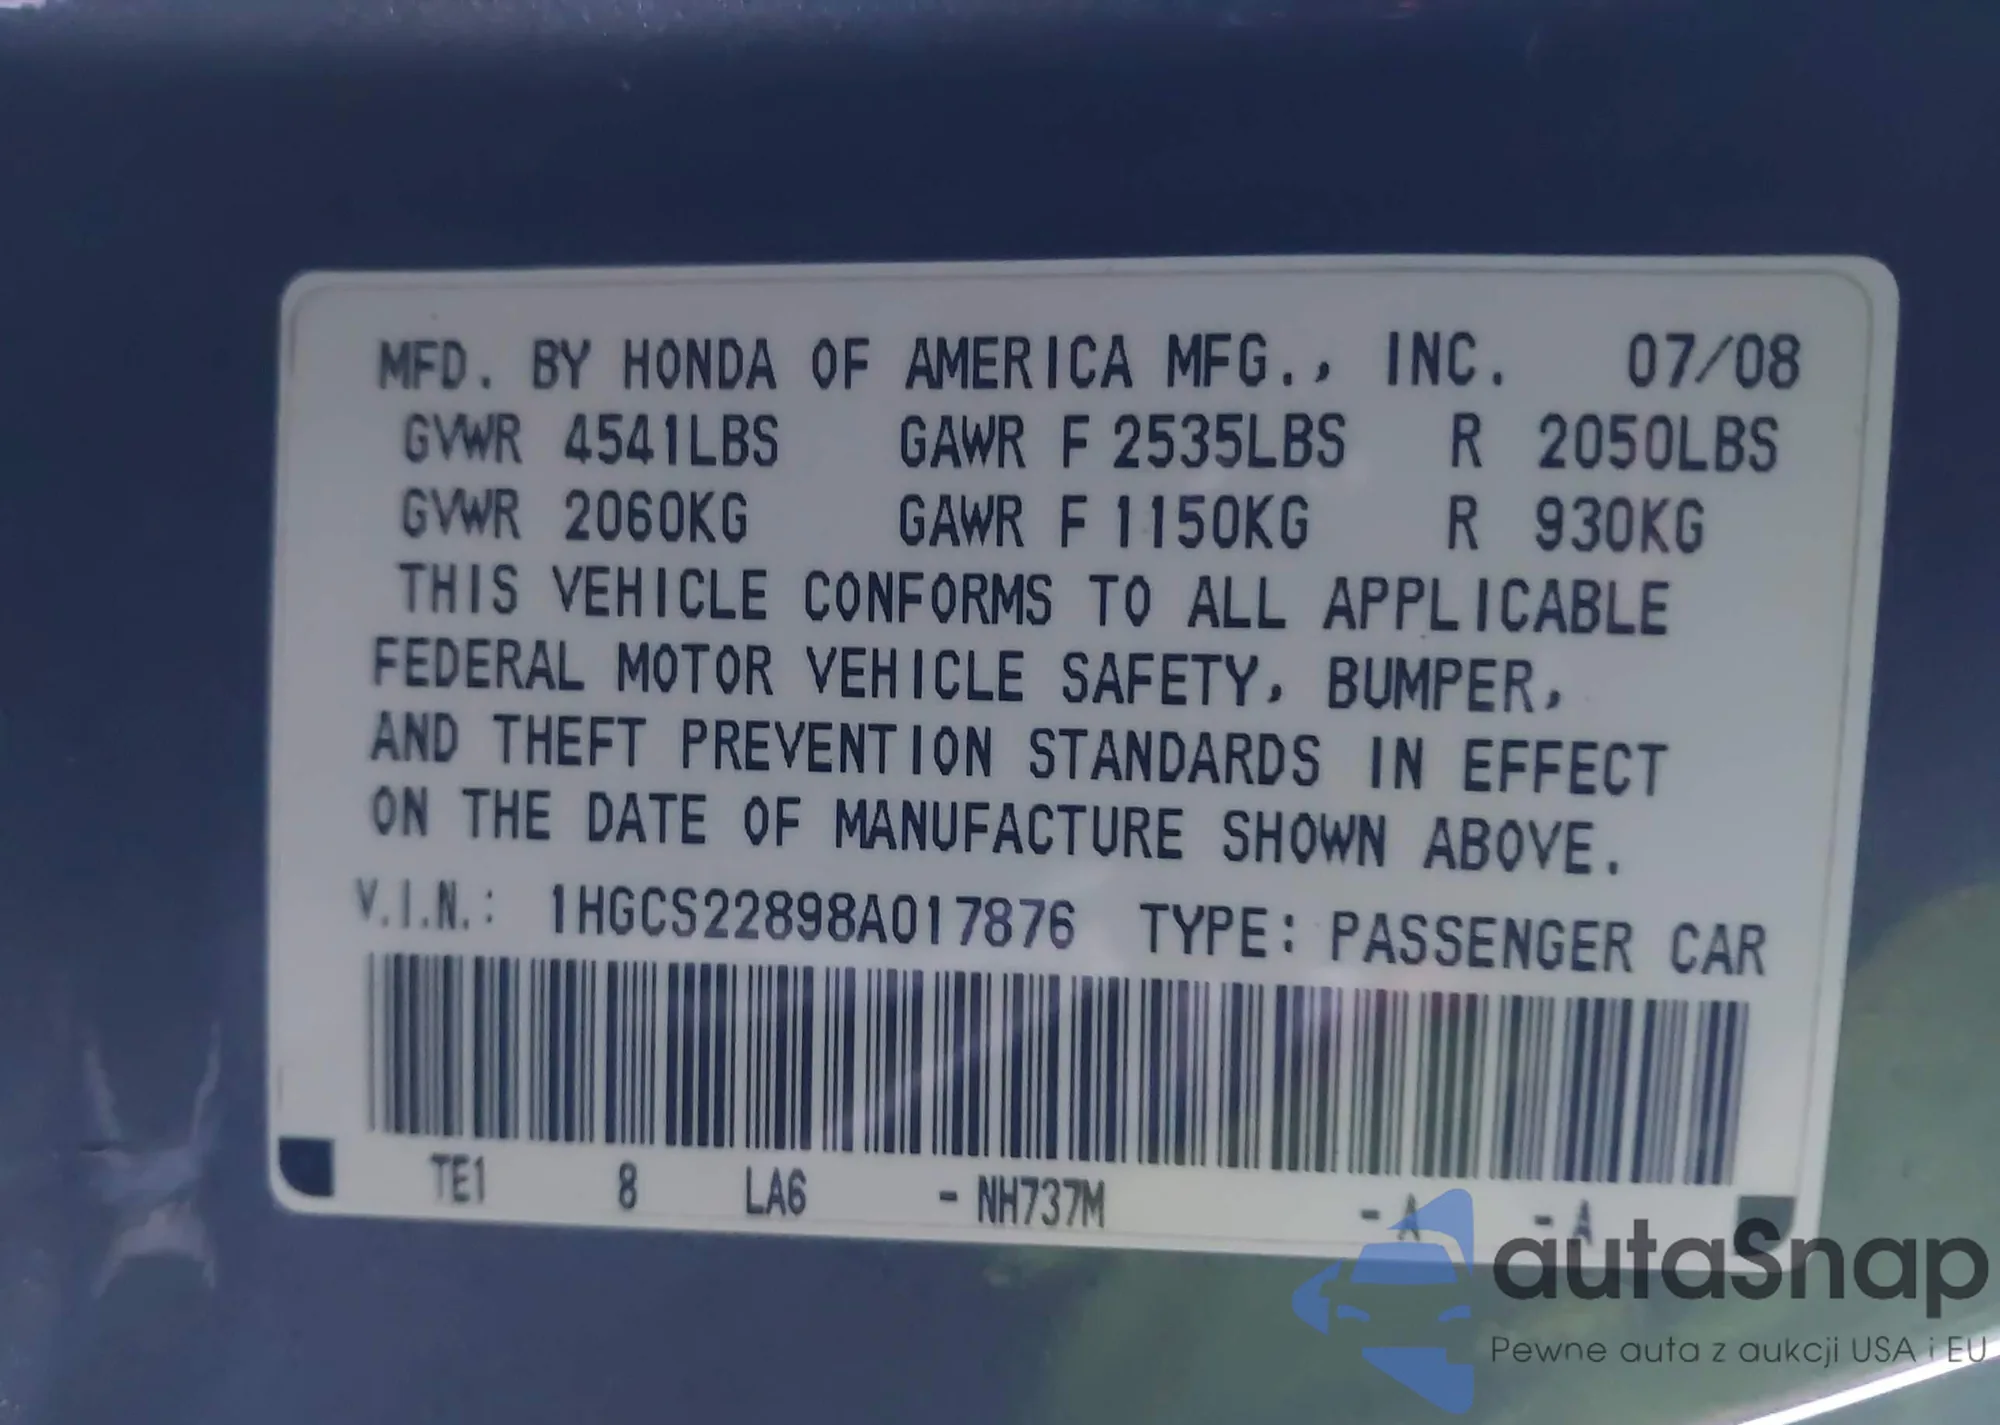 MFD. BY HONDA OF AMERICA MFG., INC. 07/08
GVWR 4541LBS GAWR F 2535LBS R 2050LBS
GVWR 2060KG GAWR F 1150KG R 930KG
THIS VEHICLE CONFORMS TO ALL APPLICABLE
FEDERAL MOTOR VEHICLE SAFETY, BUMPER,
AND THEFT PREVENTION STANDARDS IN EFFECT
ON THE DATE OF MANUFACTURE SHOWN ABOVE.
V.I.N.: 1HGCS22898A017876 TYPE: PASSENGER CAR
TE1 8 LA6 - NH737M - A - A
autaSnap
Pewne auta z aukcji USA i EU